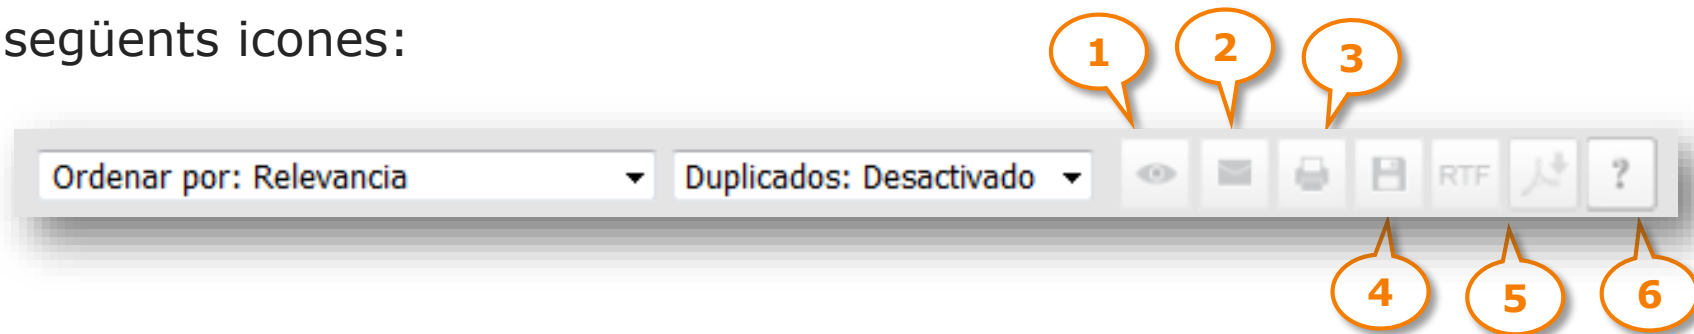 següents icones:
1 2 3
Ordenar por: Relevancia Duplicados: Desactivado RTF ?
4 5 6